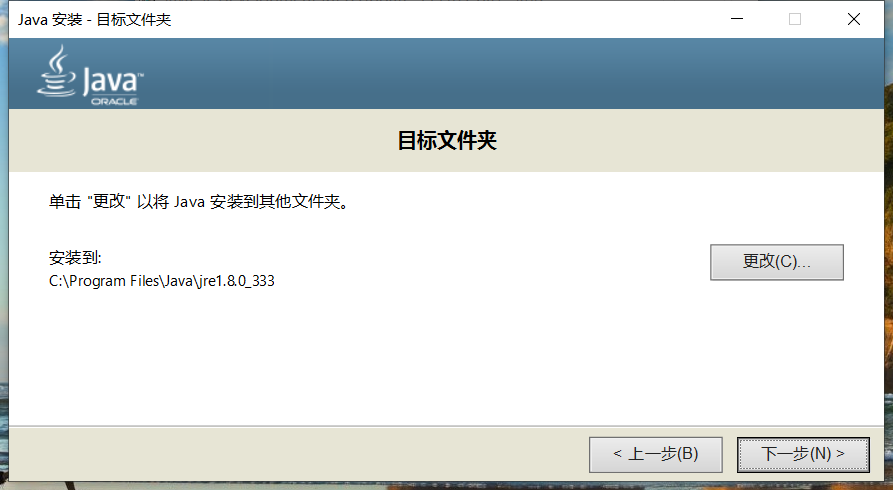 Java 安装 - 目标文件夹
Java™
ORACLE
目标文件夹
单击 "更改" 以将 Java 安装到其他文件夹。
安装到:
C:\Program Files\Java\jre1.8.0_333
更改(C)...
< 上一步(B)
下一步(N) >